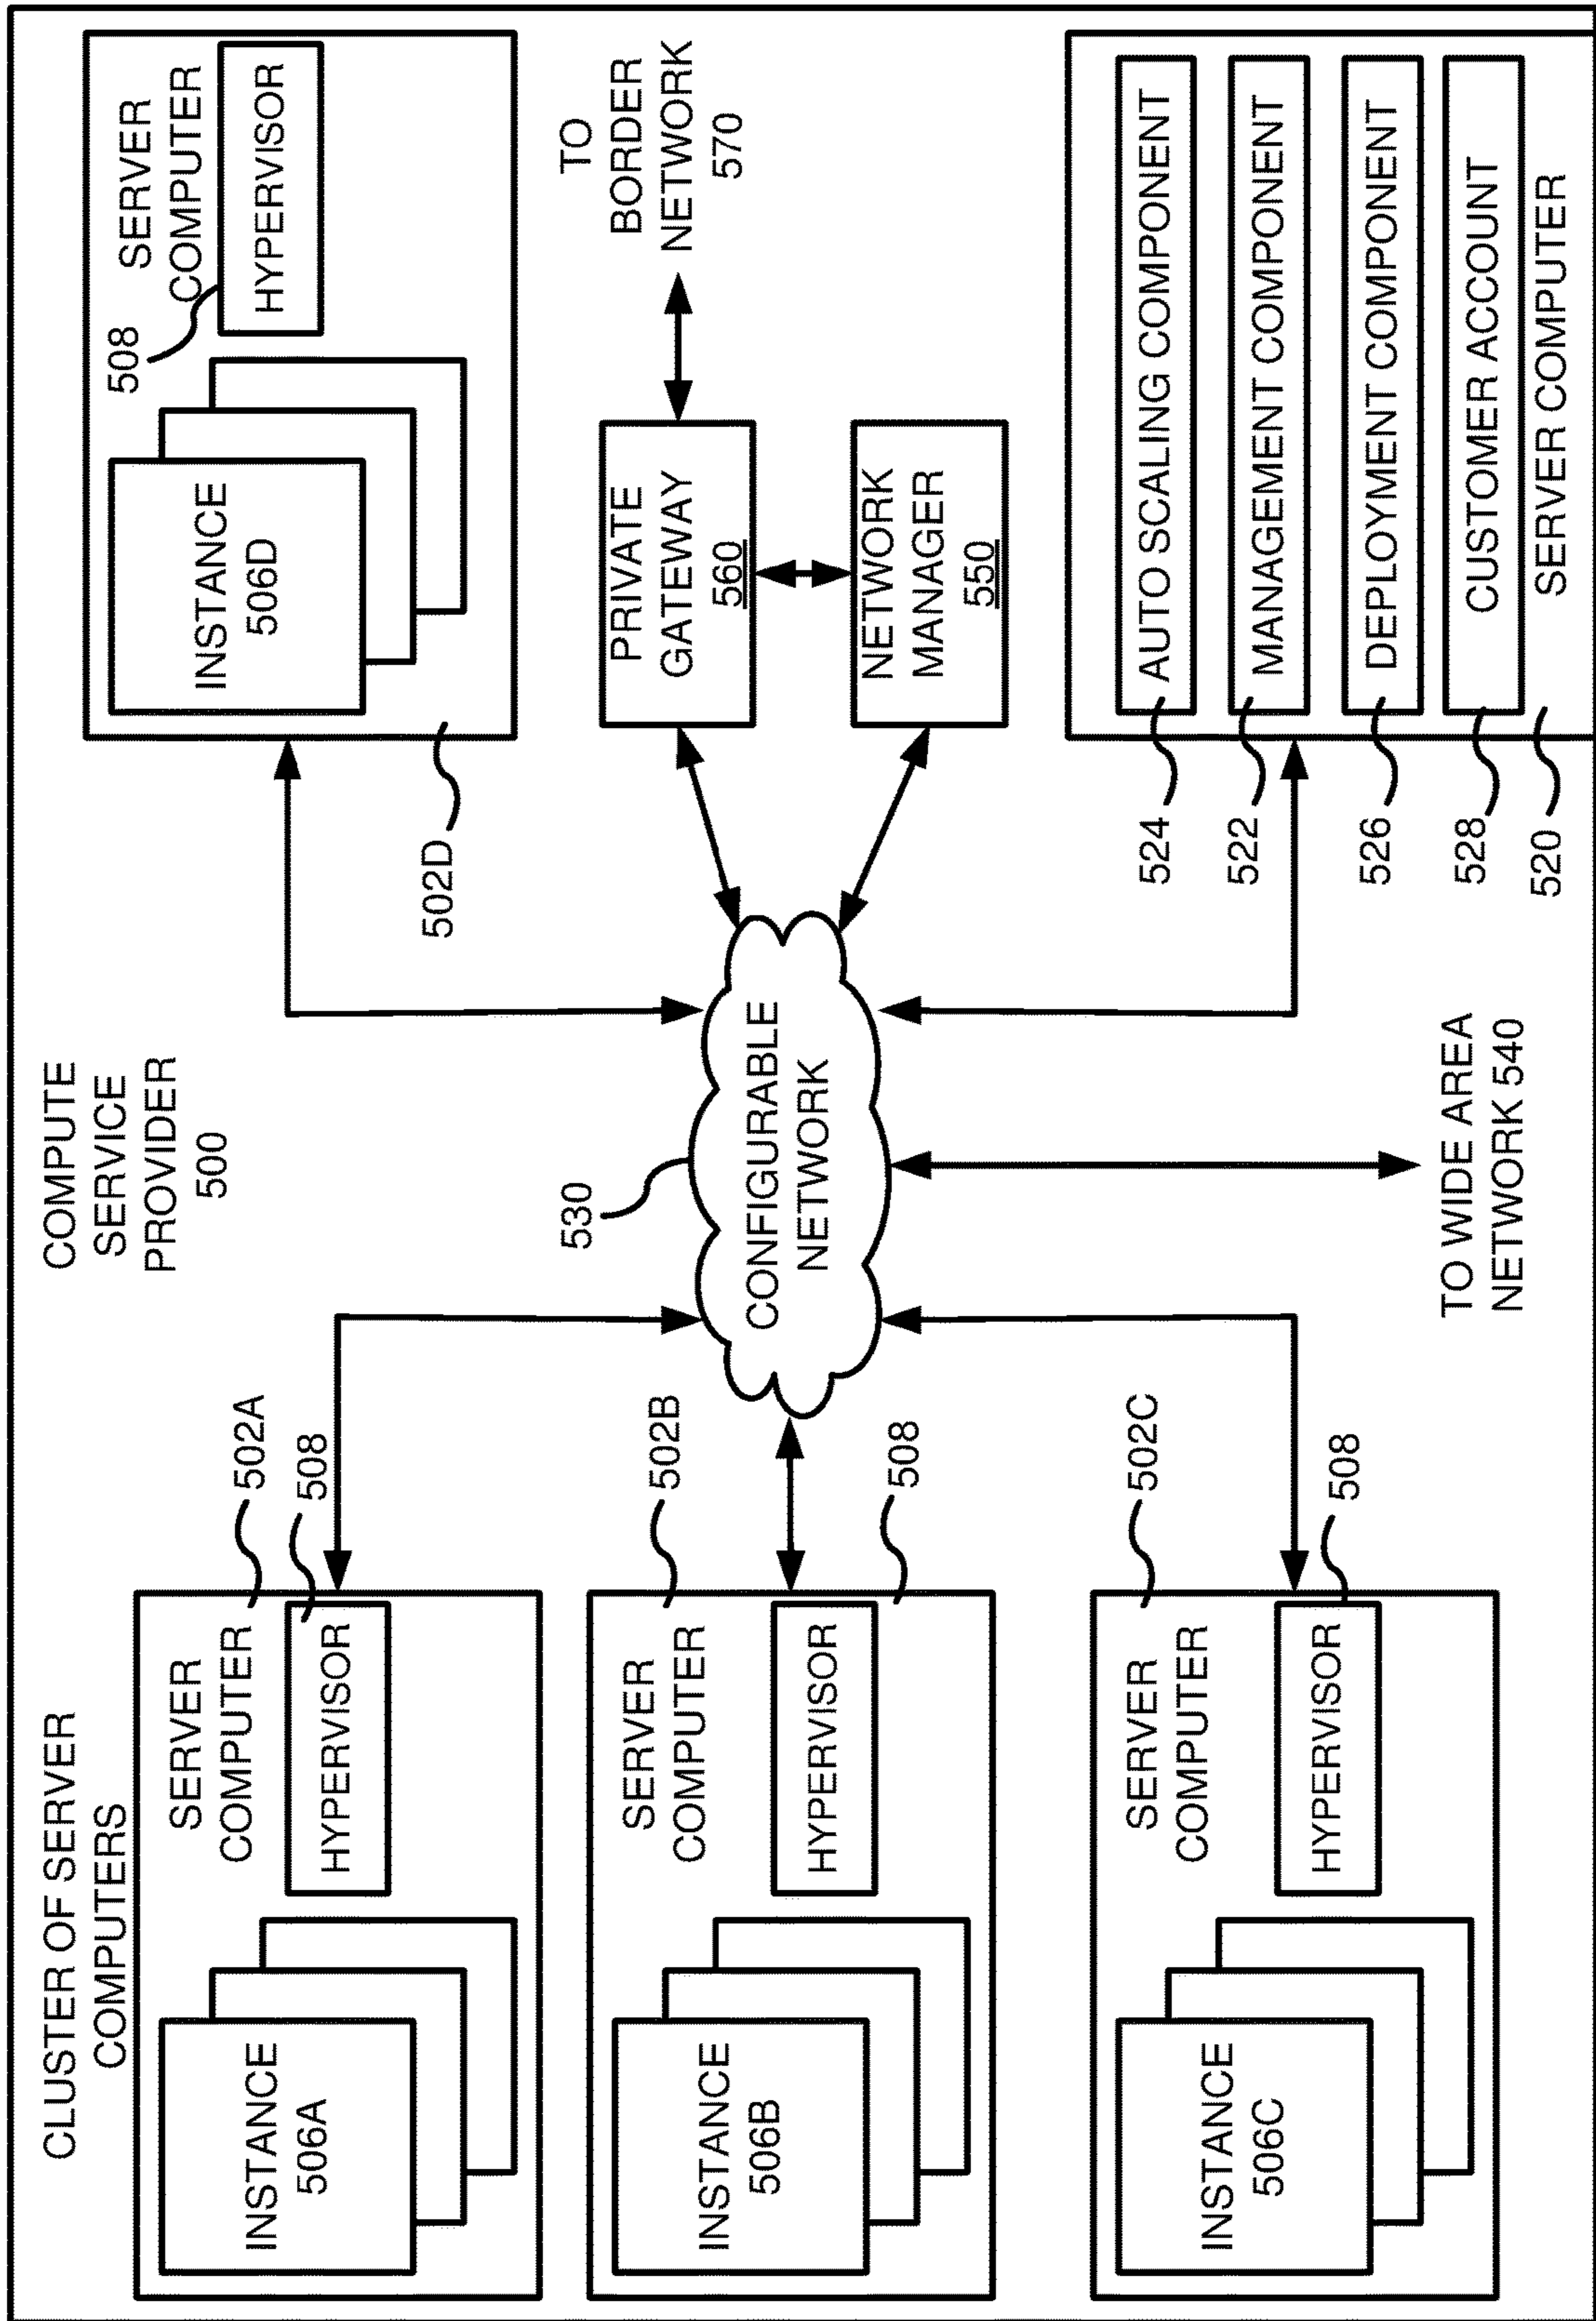 CLUSTER OF SERVER
COMPUTERS
COMPUTE
SERVICE
PROVIDER
500
SERVER
COMPUTER
HYPERVISOR
INSTANCE
506A
502A
508
SERVER
COMPUTER
HYPERVISOR
INSTANCE
506B
502B
508
SERVER
COMPUTER
HYPERVISOR
INSTANCE
506C
502C
508
530
CONFIGURABLE
NETWORK
TO WIDE AREA
NETWORK 540
508
SERVER
COMPUTER
HYPERVISOR
INSTANCE
506D
502D
PRIVATE
GATEWAY
560
TO
BORDER
NETWORK
570
NETWORK
MANAGER
550
524
AUTO SCALING COMPONENT
522
MANAGEMENT COMPONENT
526
DEPLOYMENT COMPONENT
528
CUSTOMER ACCOUNT
520
SERVER COMPUTER